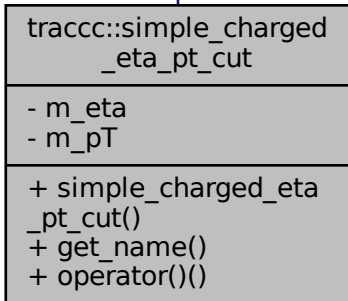 traccc::simple_charged
_eta_pt_cut
- m_eta
- m_pT
+ simple_charged_eta
_pt_cut()
+ get_name()
+ operator()()